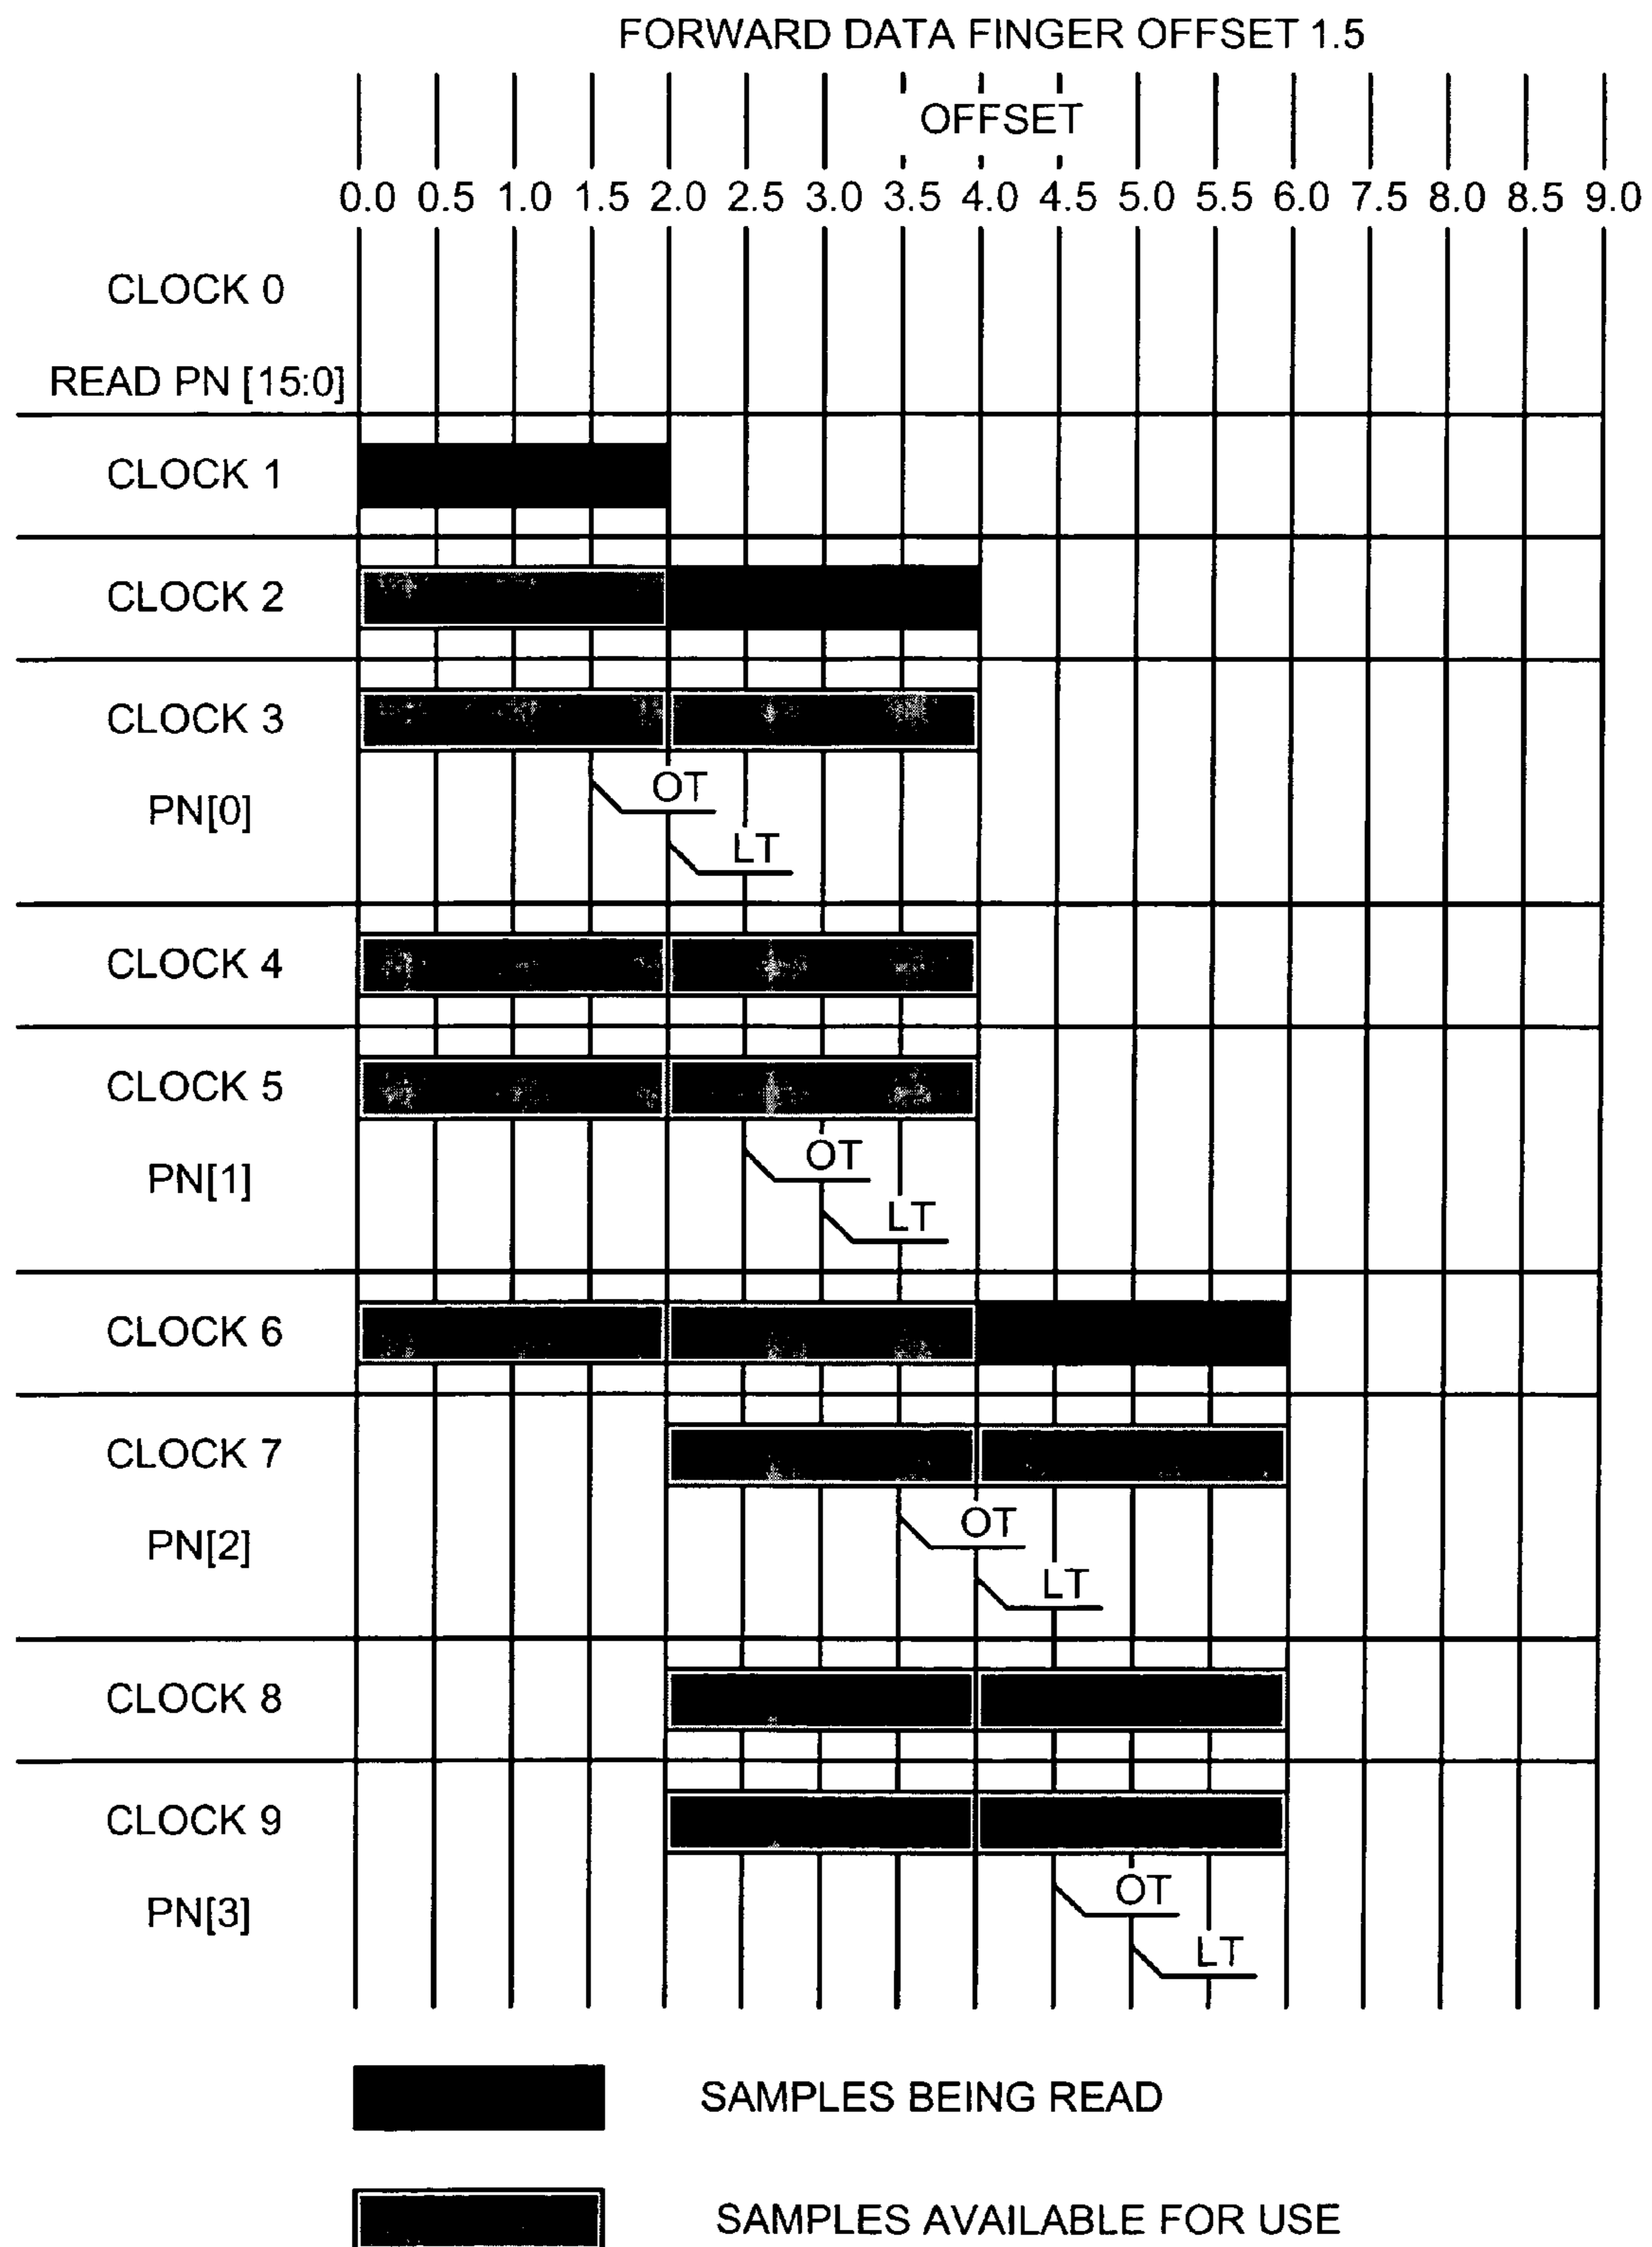 FORWARD DATA FINGER OFFSET 1.5
OFFSET
0.0 0.5 1.0 1.5 2.0 2.5 3.0 3.5 4.0 4.5 5.0 5.5 6.0 7.5 8.0 8.5 9.0
CLOCK 0
READ PN [15:0]
CLOCK 1
CLOCK 2
CLOCK 3
OT
PN[0]
LT
CLOCK 4
CLOCK 5
OT
PN[1]
LT
CLOCK 6
CLOCK 7
OT
PN[2]
LT
CLOCK 8
CLOCK 9
OT
PN[3]
LT
SAMPLES BEING READ
SAMPLES AVAILABLE FOR USE